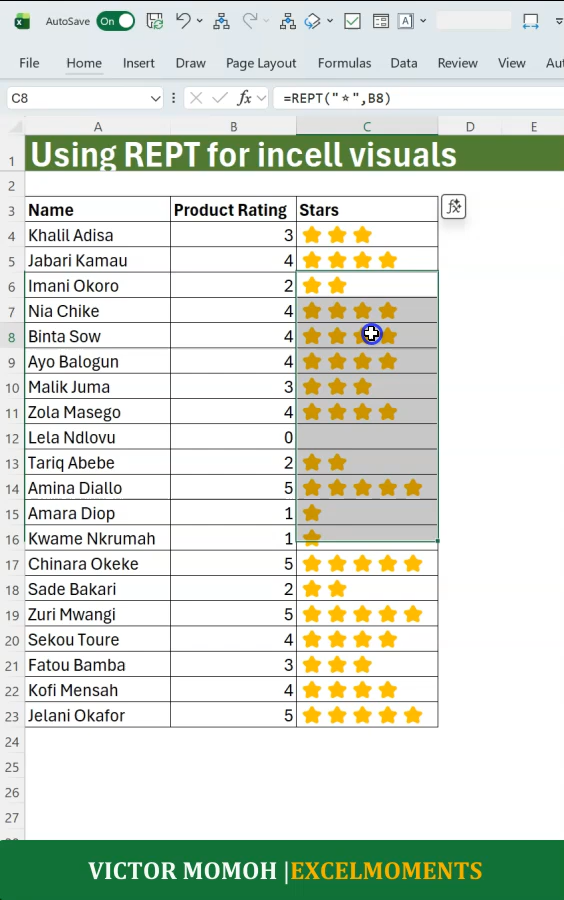 AutoSave On A
File Home Insert Draw Page Layout Formulas Data Review View Aut
C8 fx =REPT("⭐",B8)
A B C D E
1 Using REPT for incell visuals
2
3 Name Product Rating Stars
4 Khalil Adisa 3 ⭐⭐⭐
5 Jabari Kamau 4 ⭐⭐⭐⭐
6 Imani Okoro 2 ⭐⭐
7 Nia Chike 4 ⭐⭐⭐⭐
8 Binta Sow 4 ⭐⭐⭐⭐
9 Ayo Balogun 4 ⭐⭐⭐⭐
10 Malik Juma 3 ⭐⭐⭐
11 Zola Masego 4 ⭐⭐⭐⭐
12 Lela Ndlovu 0
13 Tariq Abebe 2 ⭐⭐
14 Amina Diallo 5 ⭐⭐⭐⭐⭐
15 Amara Diop 1 ⭐
16 Kwame Nkrumah 1 ⭐
17 Chinara Okeke 5 ⭐⭐⭐⭐⭐
18 Sade Bakari 2 ⭐⭐
19 Zuri Mwangi 5 ⭐⭐⭐⭐⭐
20 Sekou Toure 4 ⭐⭐⭐⭐
21 Fatou Bamba 3 ⭐⭐⭐
22 Kofi Mensah 4 ⭐⭐⭐⭐
23 Jelani Okafor 5 ⭐⭐⭐⭐⭐
24
25
26
27
VICTOR MOMOH |EXCELMOMENTS